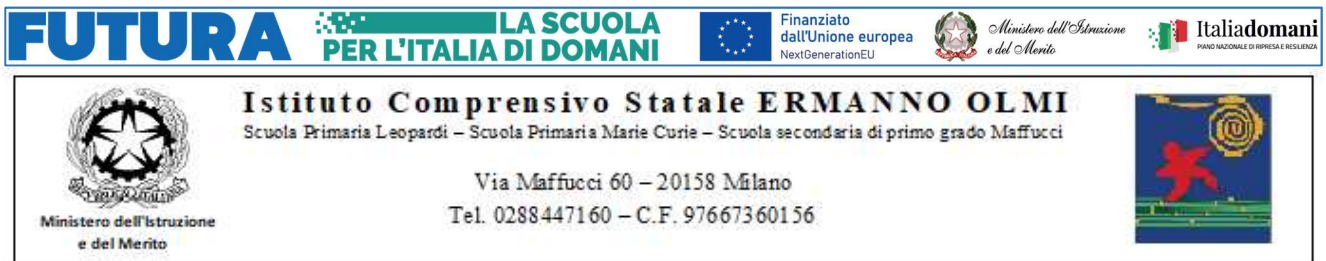 FUTURA
LA SCUOLA
PER L'ITALIA DI DOMANI
Finanziato
dall'Unione europea
NextGenerationEU
Ministero dell'Istruzione
e del Merito
Italiadomani
PIANO NAZIONALE DI RIPRESA E RESILIENZA
Istituto Comprensivo Statale ERMANNO OLMI
Scuola Primaria Leopardi – Scuola Primaria Marie Curie – Scuola secondaria di primo grado Maffucci
Via Maffucci 60 – 20158 Milano
Tel. 0288447160 – C.F. 97667360156
Ministero dell'Istruzione
e del Merito